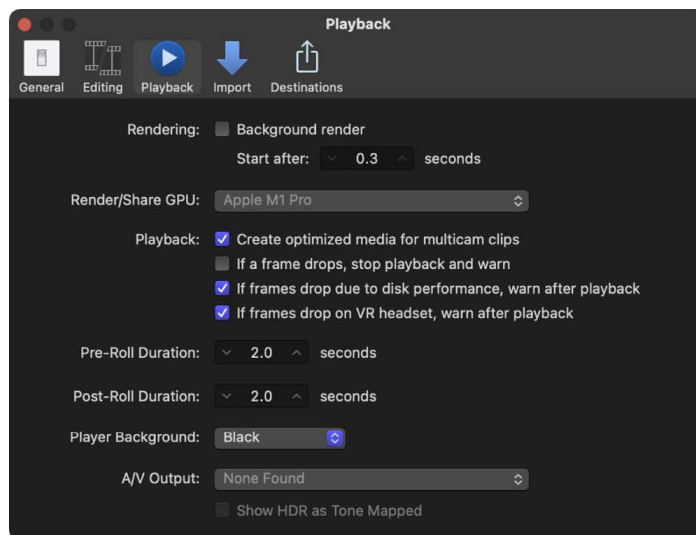 Playback
General Editing Playback Import Destinations
Rendering: Background render
Start after: 0.3 seconds
Render/Share GPU: Apple M1 Pro
Playback: Create optimized media for multicam clips
If a frame drops, stop playback and warn
If frames drop due to disk performance, warn after playback
If frames drop on VR headset, warn after playback
Pre-Roll Duration: 2.0 seconds
Post-Roll Duration: 2.0 seconds
Player Background: Black
A/V Output: None Found
Show HDR as Tone Mapped